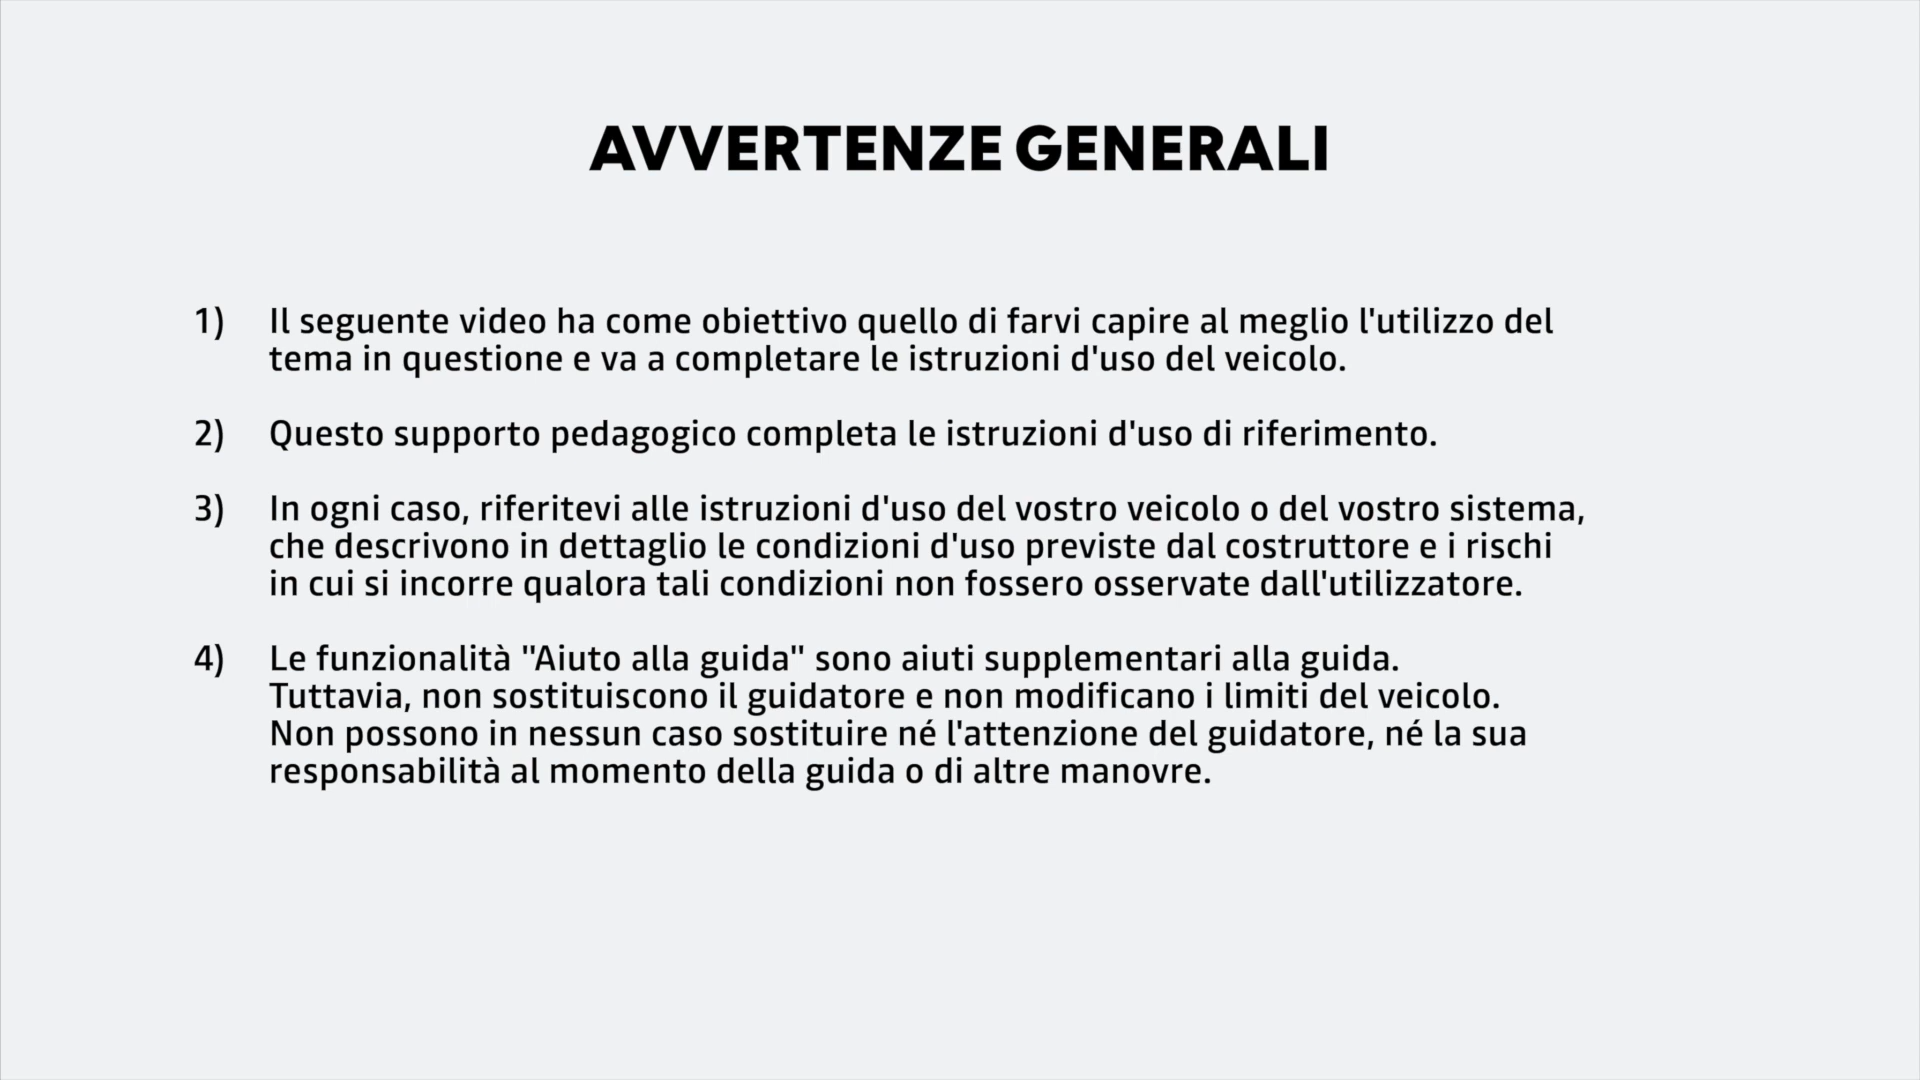 AVVERTENZE GENERALI
1) Il seguente video ha come obiettivo quello di farvi capire al meglio l'utilizzo del
tema in questione e va a completare le istruzioni d'uso del veicolo.
2) Questo supporto pedagogico completa le istruzioni d'uso di riferimento.
3) In ogni caso, riferitevi alle istruzioni d'uso del vostro veicolo o del vostro sistema,
che descrivono in dettaglio le condizioni d'uso previste dal costruttore e i rischi
in cui si incorre qualora tali condizioni non fossero osservate dall'utilizzatore.
4) Le funzionalità "Aiuto alla guida" sono aiuti supplementari alla guida.
Tuttavia, non sostituiscono il guidatore e non modificano i limiti del veicolo.
Non possono in nessun caso sostituire né l'attenzione del guidatore, né la sua
responsabilità al momento della guida o di altre manovre.